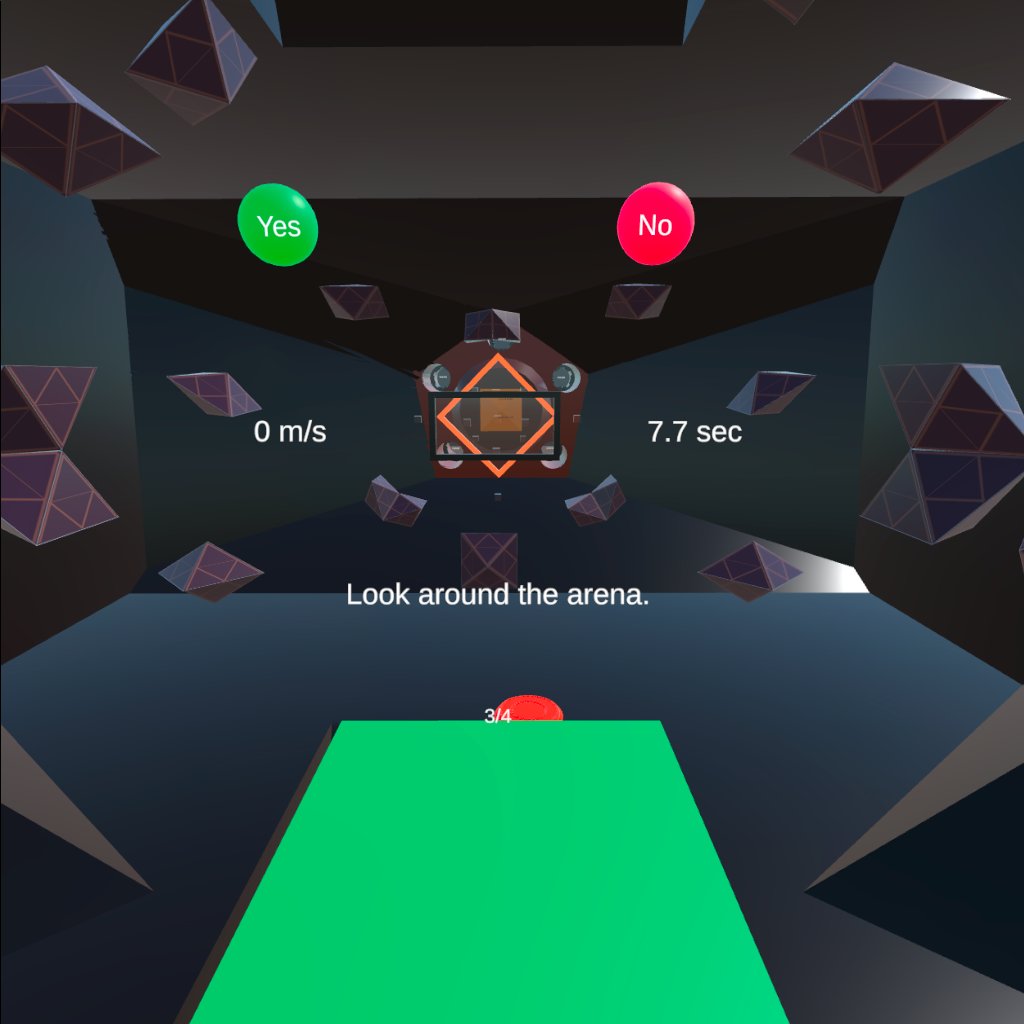 Yes
No
0 m/s
7.7 sec
Look around the arena.
3/4